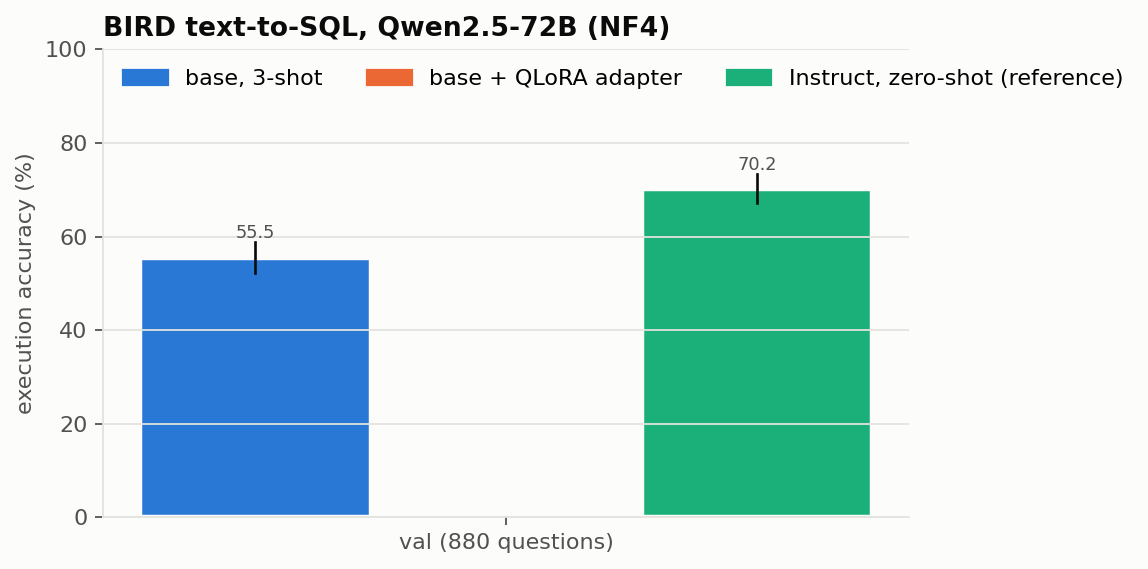 BIRD text-to-SQL, Qwen2.5-72B (NF4)
base, 3-shot
base + QLoRA adapter
Instruct, zero-shot (reference)
execution accuracy (%)
100
80
60
40
20
0
55.5
70.2
val (880 questions)